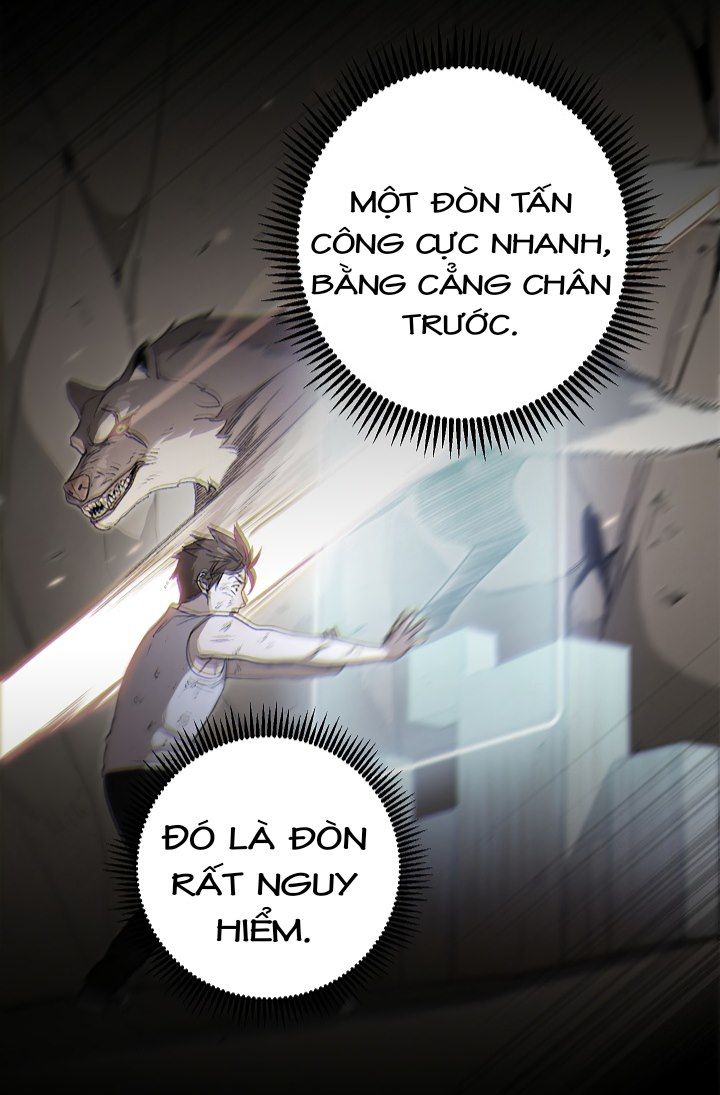 MỘT ĐÒN TẤN
CÔNG CỰC NHANH,
BẰNG CẲNG CHÂN
TRƯỚC.
ĐÓ LÀ ĐÒN
RẤT NGUY
HIỂM.